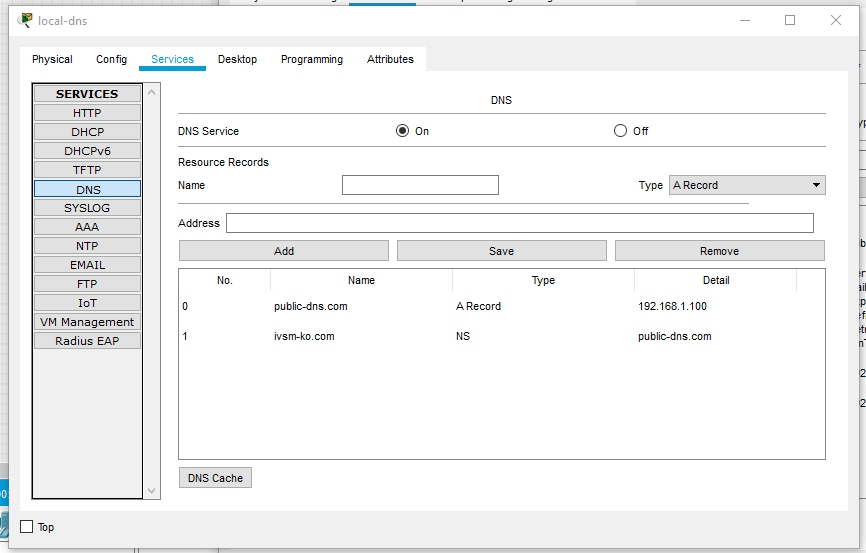 local-dns
Physical Config Services Desktop Programming Attributes
SERVICES
HTTP
DHCP
DHCPv6
TFTP
DNS
SYSLOG
AAA
NTP
EMAIL
FTP
IoT
VM Management
Radius EAP
DNS
DNS Service On Off
Resource Records
Name Type A Record
Address
Add Save Remove
No. Name Type Detail
0 public-dns.com A Record 192.168.1.100
1 ivsm-ko.com NS public-dns.com
DNS Cache
Top